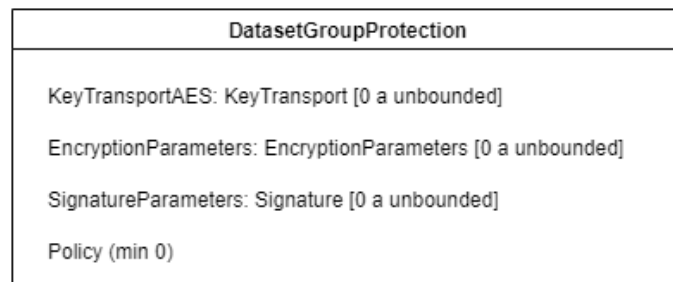 DatasetGroupProtection
KeyTransportAES: KeyTransport [0 a unbounded]
EncryptionParameters: EncryptionParameters [0 a unbounded]
SignatureParameters: Signature [0 a unbounded]
Policy (min 0)